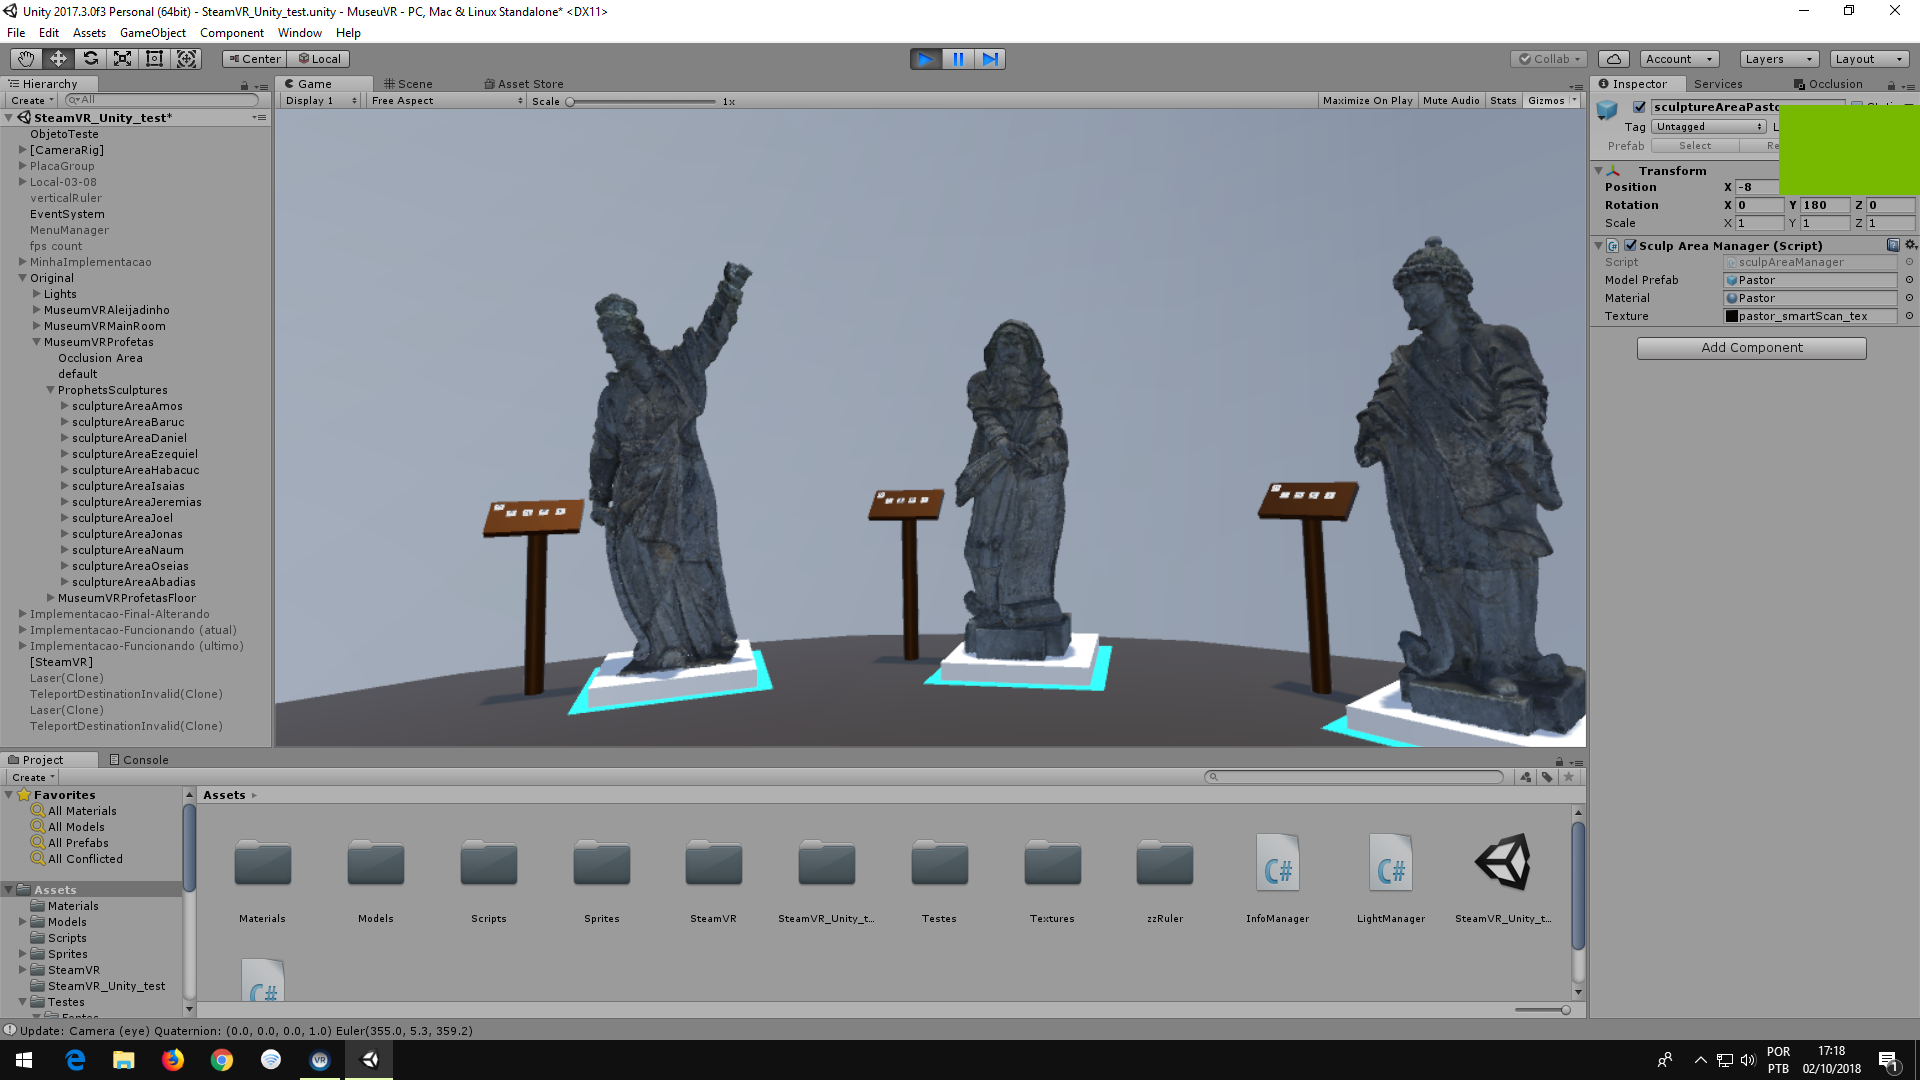 Unity 2017.3.0f3 Personal (64bit) - SteamVR_Unity_test.unity - MuseuVR - PC, Mac & Linux Standalone* <DX11>
File Edit Assets GameObject Component Window Help
Center Local Collab Account Layers Layout
Hierarchy
Create All
SteamVR_Unity_test*
ObjetoTeste
[CameraRig]
PlacaGroup
Local-03-08
verticalRuler
EventSystem
MenuManager
fps count
MinhaImplementacao
Original
Lights
MuseumVRAleijadinho
MuseumVRMainRoom
MuseumVRProfetas
Occlusion Area
default
ProphetsSculptures
sculptureAreaAmos
sculptureAreaBaruc
sculptureAreaDaniel
sculptureAreaEzequiel
sculptureAreaHabacuc
sculptureAreaIsaias
sculptureAreaJeremias
sculptureAreaJoel
sculptureAreaJonas
sculptureAreaNaum
sculptureAreaOseias
sculptureAreaAbadias
MuseumVRProfetasFloor
Implementacao-Final-Alterando
Implementacao-Funcionando (atual)
Implementacao-Funcionando (ultimo)
[SteamVR]
Laser(Clone)
TeleportDestinationInvalid(Clone)
Laser(Clone)
TeleportDestinationInvalid(Clone)
Game Scene Asset Store
Display 1 Free Aspect Scale 1x Maximize On Play Mute Audio Stats Gizmos
Inspector Services Occlusion
sculptureAreaPasto
Tag Untagged L
Prefab Select Re
Transform
Position X -8
Rotation X 0 Y 180 Z 0
Scale X 1 Y 1 Z 1
Sculp Area Manager (Script)
Script sculpAreaManager
Model Prefab Pastor
Material Pastor
Texture pastor_smartScan_tex
Add Component
Project Console
Create
Favorites
All Materials
All Models
All Prefabs
All Conflicted
Assets
Materials
Models
Scripts
Sprites
SteamVR
SteamVR_Unity_test
Testes
Fontes
Assets
C# C#
Materials Models Scripts Sprites SteamVR SteamVR_Unity_t... Testes Textures zzRuler InfoManager LightManager SteamVR_Unity_t...
C#
Update: Camera (eye) Quaternion: (0.0, 0.0, 0.0, 1.0) Euler(355.0, 5.3, 359.2)
VR
POR
PTB
17:18
02/10/2018
1